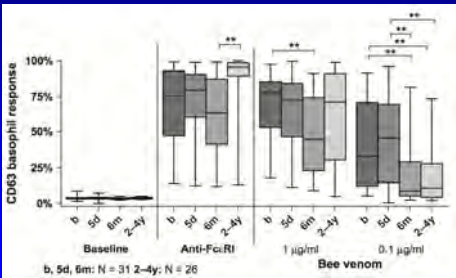 ** ** ** ** ** **
CD63 basophil response
100%
75%
50%
25%
0%
b 5d 6m 2–4y b 5d 6m 2–4y b 5d 6m 2–4y b 5d 6m 2–4y
Baseline Anti-FcεRI 1 µg/ml 0.1 µg/ml
Bee venom
b, 5d, 6m: N = 31 2–4y: N = 26